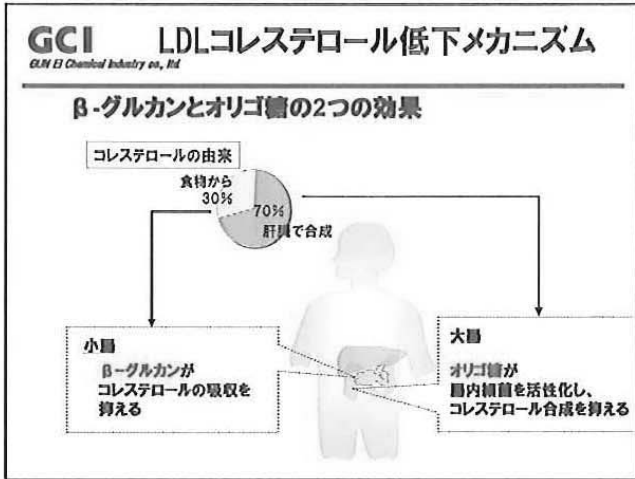 GCI
GUN EI Chemical Industry co., ltd
LDLコレステロール低下メカニズム
β-グルカンとオリゴ糖の2つの効果
コレステロールの由来
食物から
30%
70%
肝臓で合成
小腸
β-グルカンが
コレステロールの吸収を
抑える
大腸
オリゴ糖が
腸内細菌を活性化し、
コレステロール合成を抑える